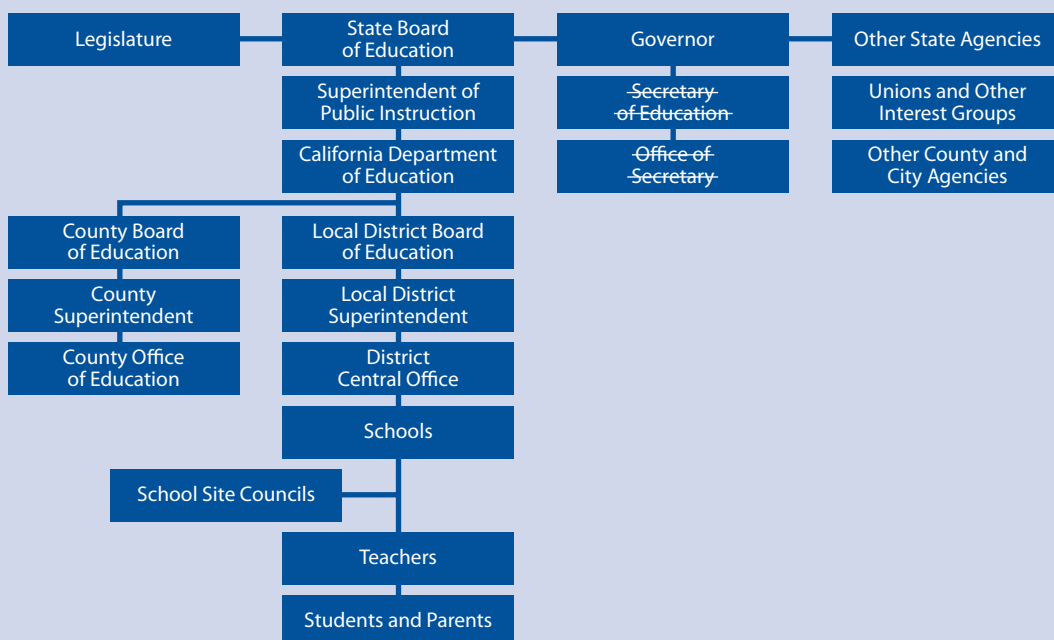 Legislature
State Board
of Education
Governor
Other State Agencies
Superintendent of
Public Instruction
Secretary
of Education
Unions and Other
Interest Groups
California Department
of Education
Office of
Secretary
Other County and
City Agencies
County Board
of Education
Local District Board
of Education
County
Superintendent
Local District
Superintendent
County Office
of Education
District
Central Office
Schools
School Site Councils
Teachers
Students and Parents